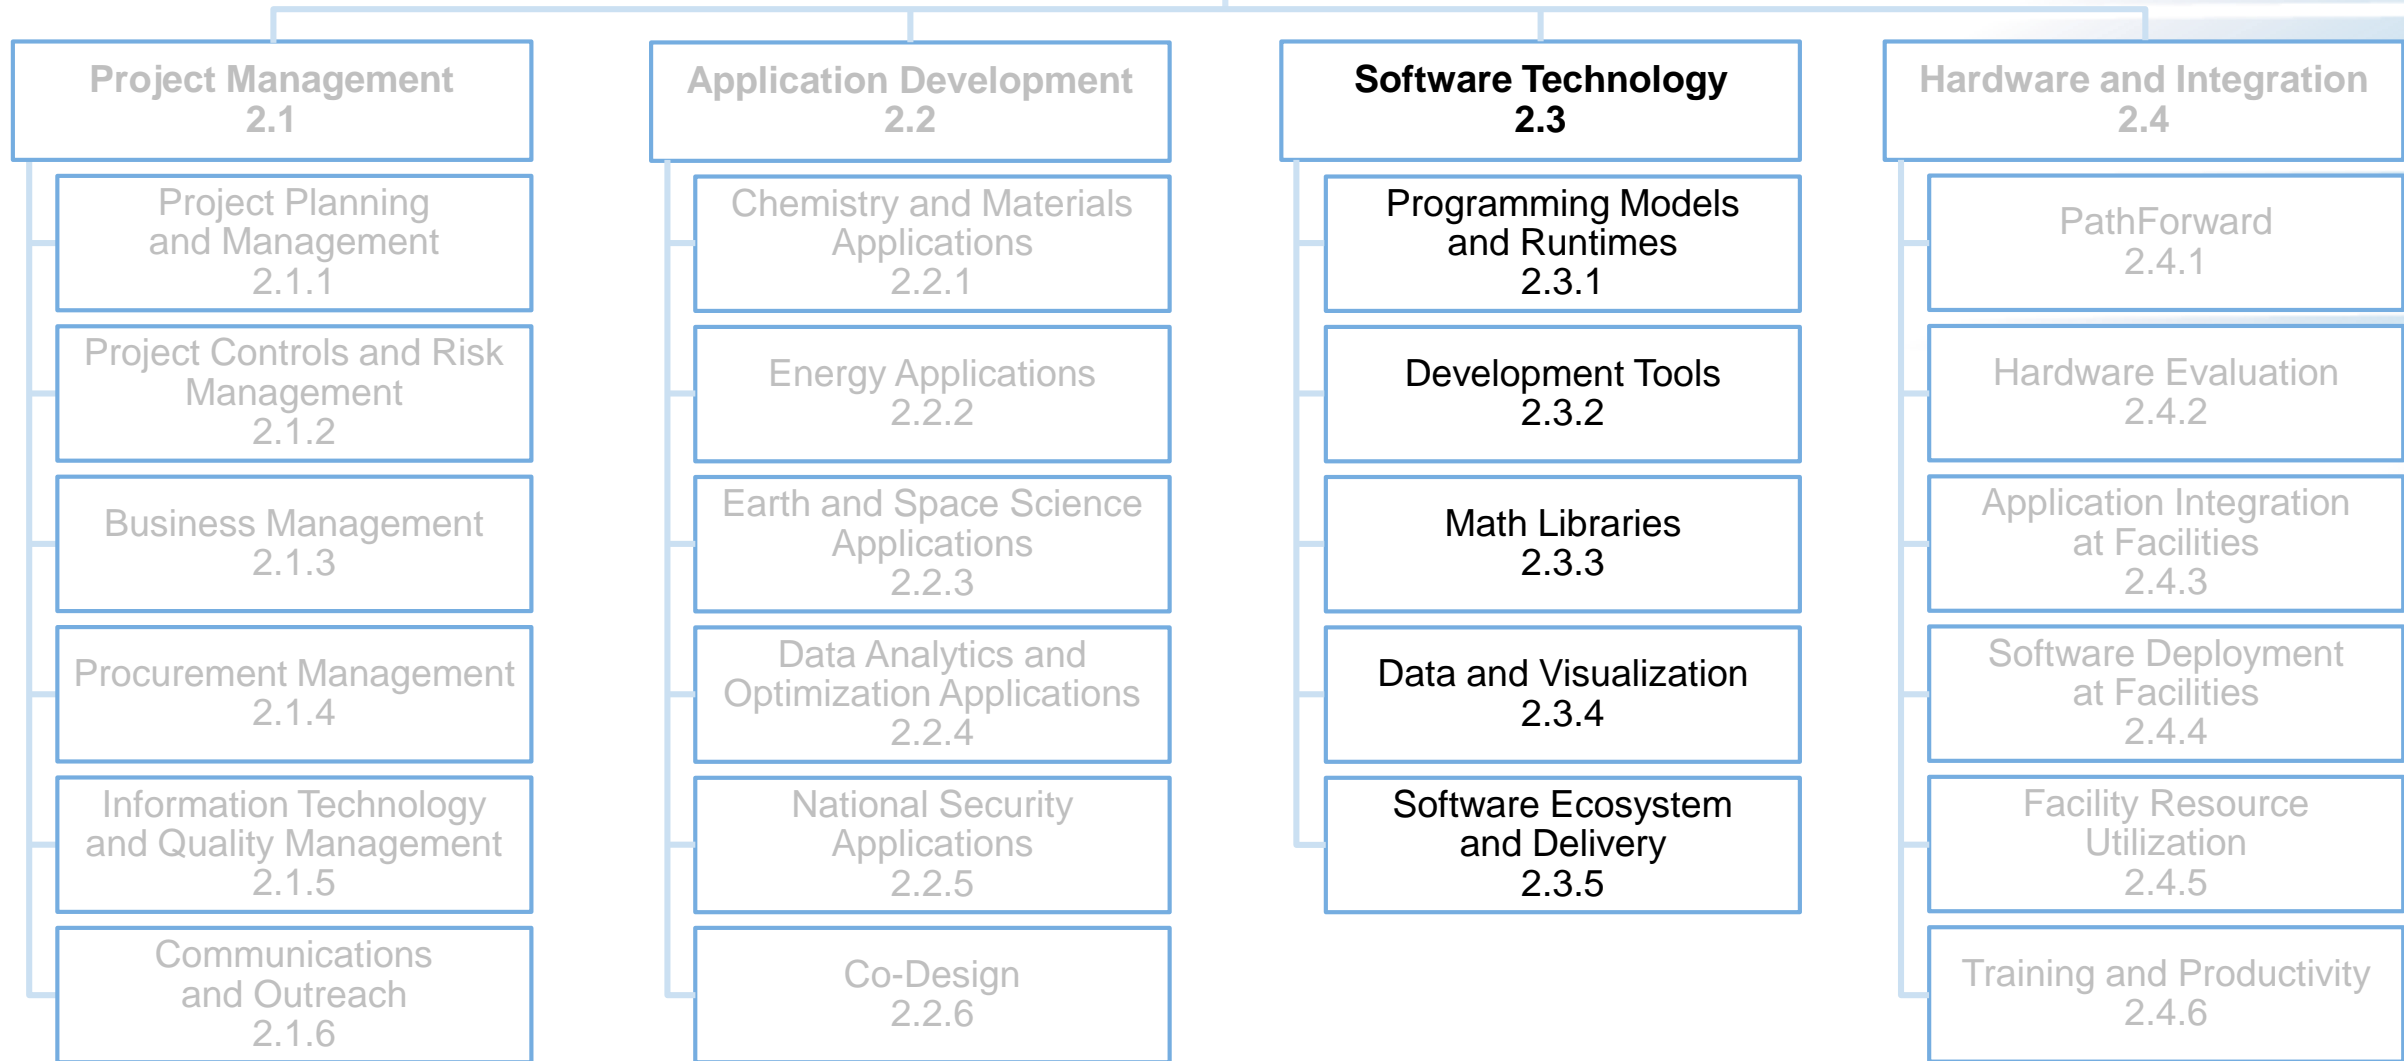 Project Management
2.1
Project Planning
and Management
2.1.1
Project Controls and Risk
Management
2.1.2
Business Management
2.1.3
Procurement Management
2.1.4
Information Technology
and Quality Management
2.1.5
Communications
and Outreach
2.1.6
Application Development
2.2
Chemistry and Materials
Applications
2.2.1
Energy Applications
2.2.2
Earth and Space Science
Applications
2.2.3
Data Analytics and
Optimization Applications
2.2.4
National Security
Applications
2.2.5
Co-Design
2.2.6
Software Technology
2.3
Programming Models
and Runtimes
2.3.1
Development Tools
2.3.2
Math Libraries
2.3.3
Data and Visualization
2.3.4
Software Ecosystem
and Delivery
2.3.5
Hardware and Integration
2.4
PathForward
2.4.1
Hardware Evaluation
2.4.2
Application Integration
at Facilities
2.4.3
Software Deployment
at Facilities
2.4.4
Facility Resource
Utilization
2.4.5
Training and Productivity
2.4.6